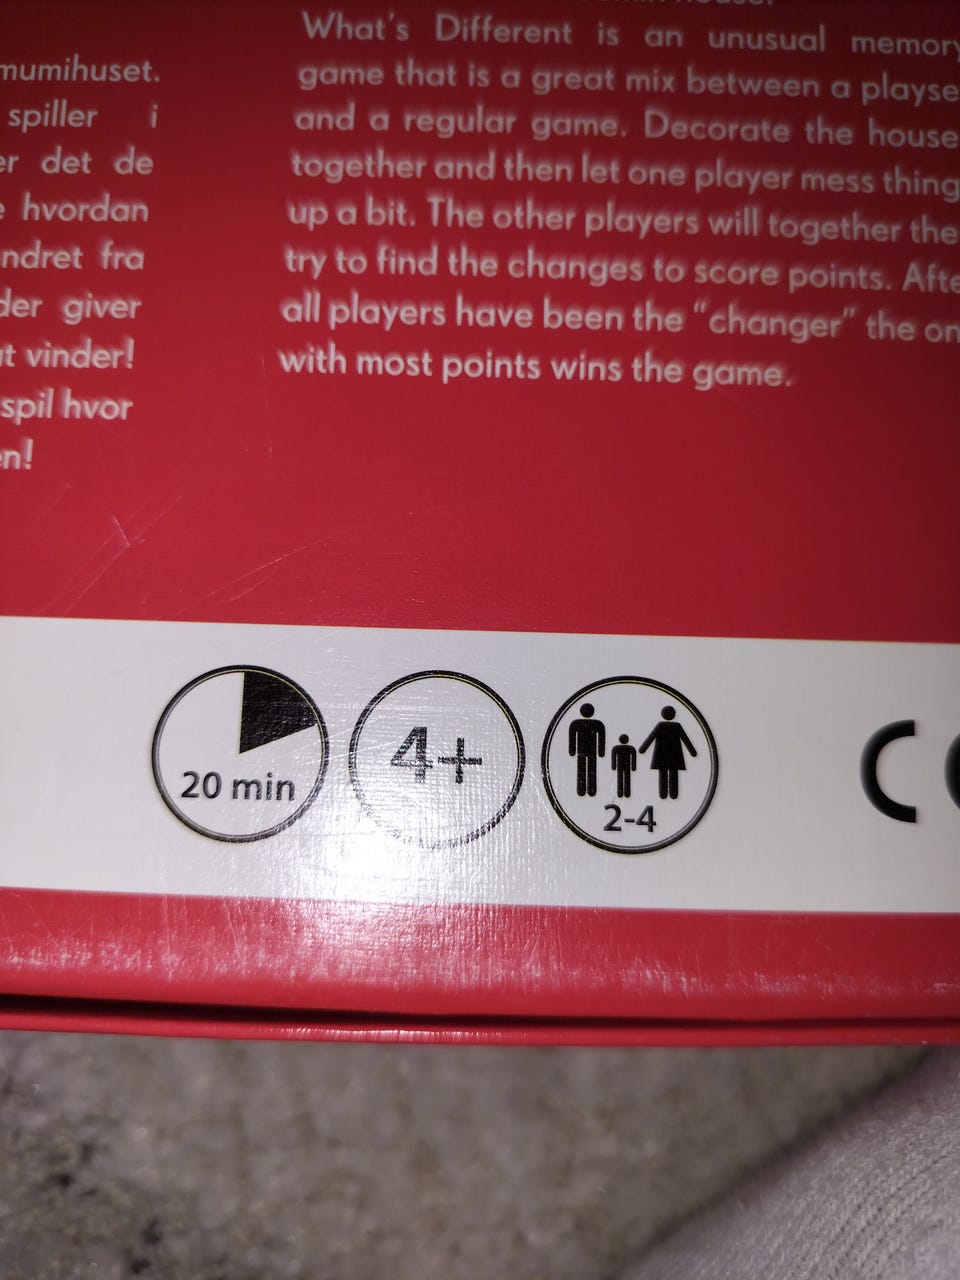 mumihuset.
spiller i
det de
hvordan
fra
giver
vinder!
spil hvor
What's Different is an unusual memory
game that is a great mix between a playse
and a regular game. Decorate the house
together and then let one player mess thing
up a bit. The other players will together the
try to find the changes to score points. Afte
all players have been the "changer" the on
with most points wins the game.
20 min
4+
2-4
CE